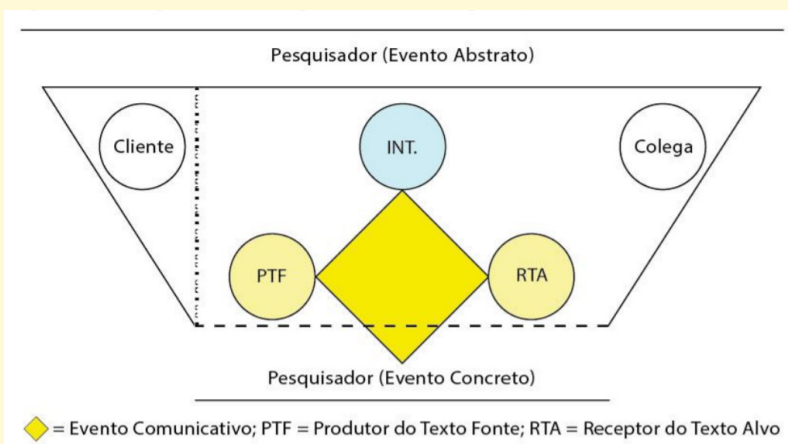 Pesquisador (Evento Abstrato)
Cliente
INT.
Colega
PTF
RTA
Pesquisador (Evento Concreto)
= Evento Comunicativo; PTF = Produtor do Texto Fonte; RTA = Receptor do Texto Alvo